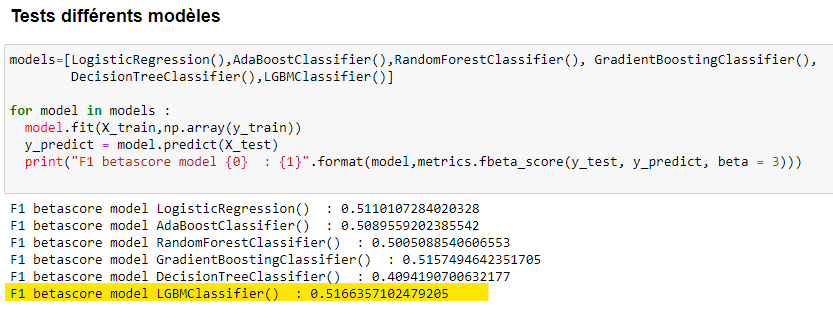 Tests différents modèles
models=[LogisticRegression(),AdaBoostClassifier(),RandomForestClassifier(), GradientBoostingClassifier(),
DecisionTreeClassifier(),LGBMClassifier()]
for model in models :
model.fit(X_train,np.array(y_train))
y_predict = model.predict(X_test)
print("F1 betascore model {0}  : {1}".format(model,metrics.fbeta_score(y_test, y_predict, beta = 3)))
F1 betascore model LogisticRegression()  : 0.5110107284020328
F1 betascore model AdaBoostClassifier()  : 0.5089559202385542
F1 betascore model RandomForestClassifier()  : 0.5005088540606553
F1 betascore model GradientBoostingClassifier()  : 0.5157494642351705
F1 betascore model DecisionTreeClassifier()  : 0.4094190700632177
F1 betascore model LGBMClassifier()  : 0.5166357102479205